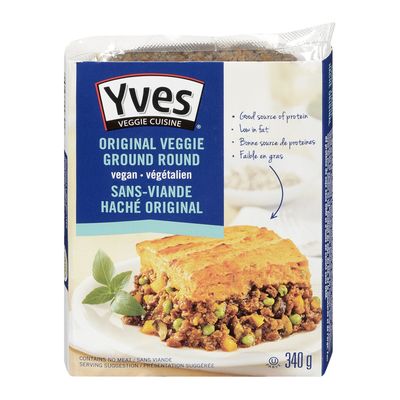 Yves
VEGGIE CUISINE®
ORIGINAL VEGGIE
GROUND ROUND
vegan • végétalien
SANS-VIANDE
HACHÉ ORIGINAL
• Good source of protein
• Low in fat
• Bonne source de protéines
• Faible en gras
CONTAINS NO MEAT / SANS VIANDE
SERVING SUGGESTION / PRÉSENTATION SUGGÉRÉE
340 g